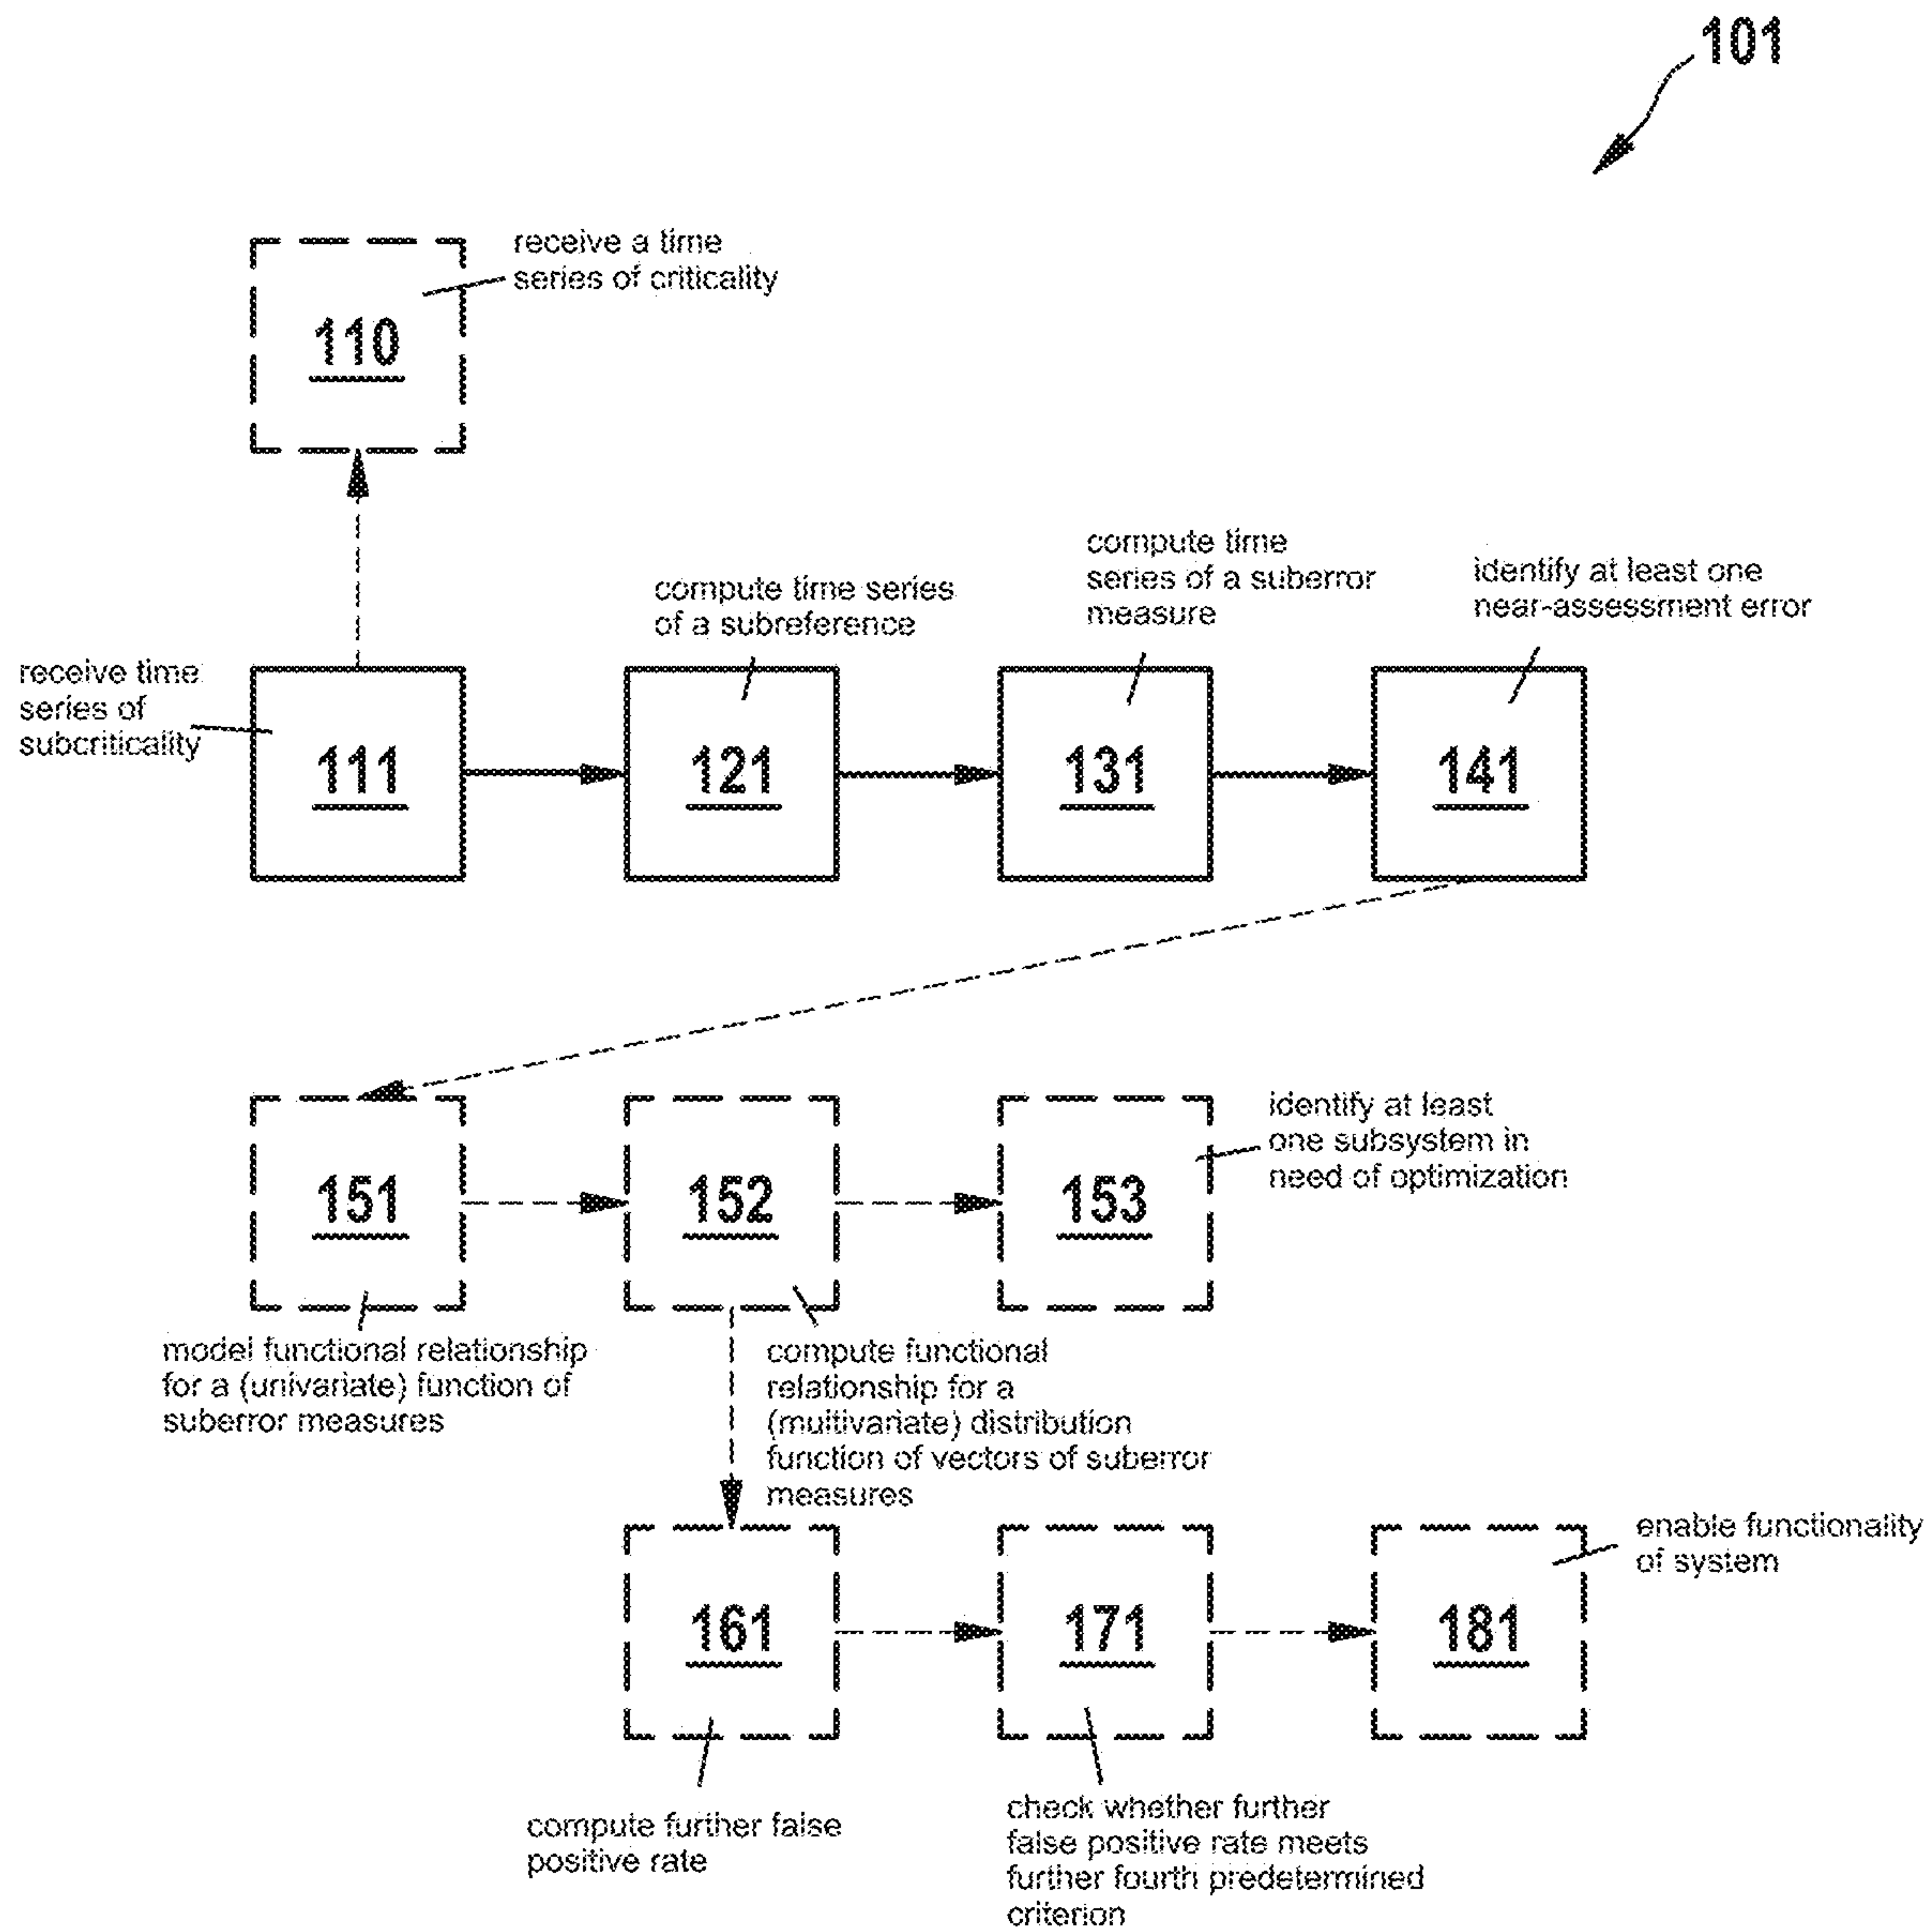 101
receive a time
series of criticality
110
compute time
series of a suberror
measure
identify at least one
near-assessment error
compute time series
of a subreference
receive time
series of
subcriticality
111
121
131
141
identify at least
one subsystem in
need of optimization
151
152
153
model functional relationship
for a (univariate) function of
suberror measures
compute functional
relationship for a
(multivariate) distribution
function of vectors of suberror
measures
enable functionality
of system
161
171
181
compute further false
positive rate
check whether further
false positive rate meets
further fourth predetermined
criterion